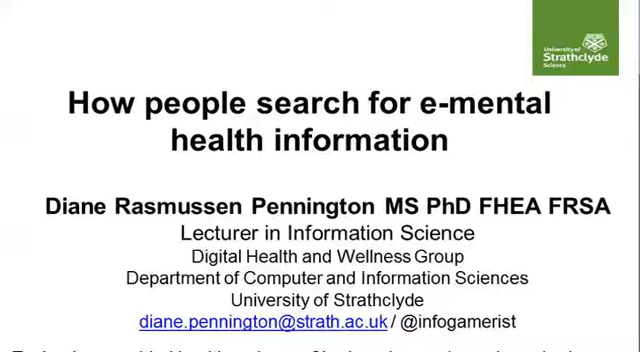 University of
Strathclyde
Science
How people search for e-mental
health information
Diane Rasmussen Pennington MS PhD FHEA FRSA
Lecturer in Information Science
Digital Health and Wellness Group
Department of Computer and Information Sciences
University of Strathclyde
diane.pennington@strath.ac.uk / @infogamerist